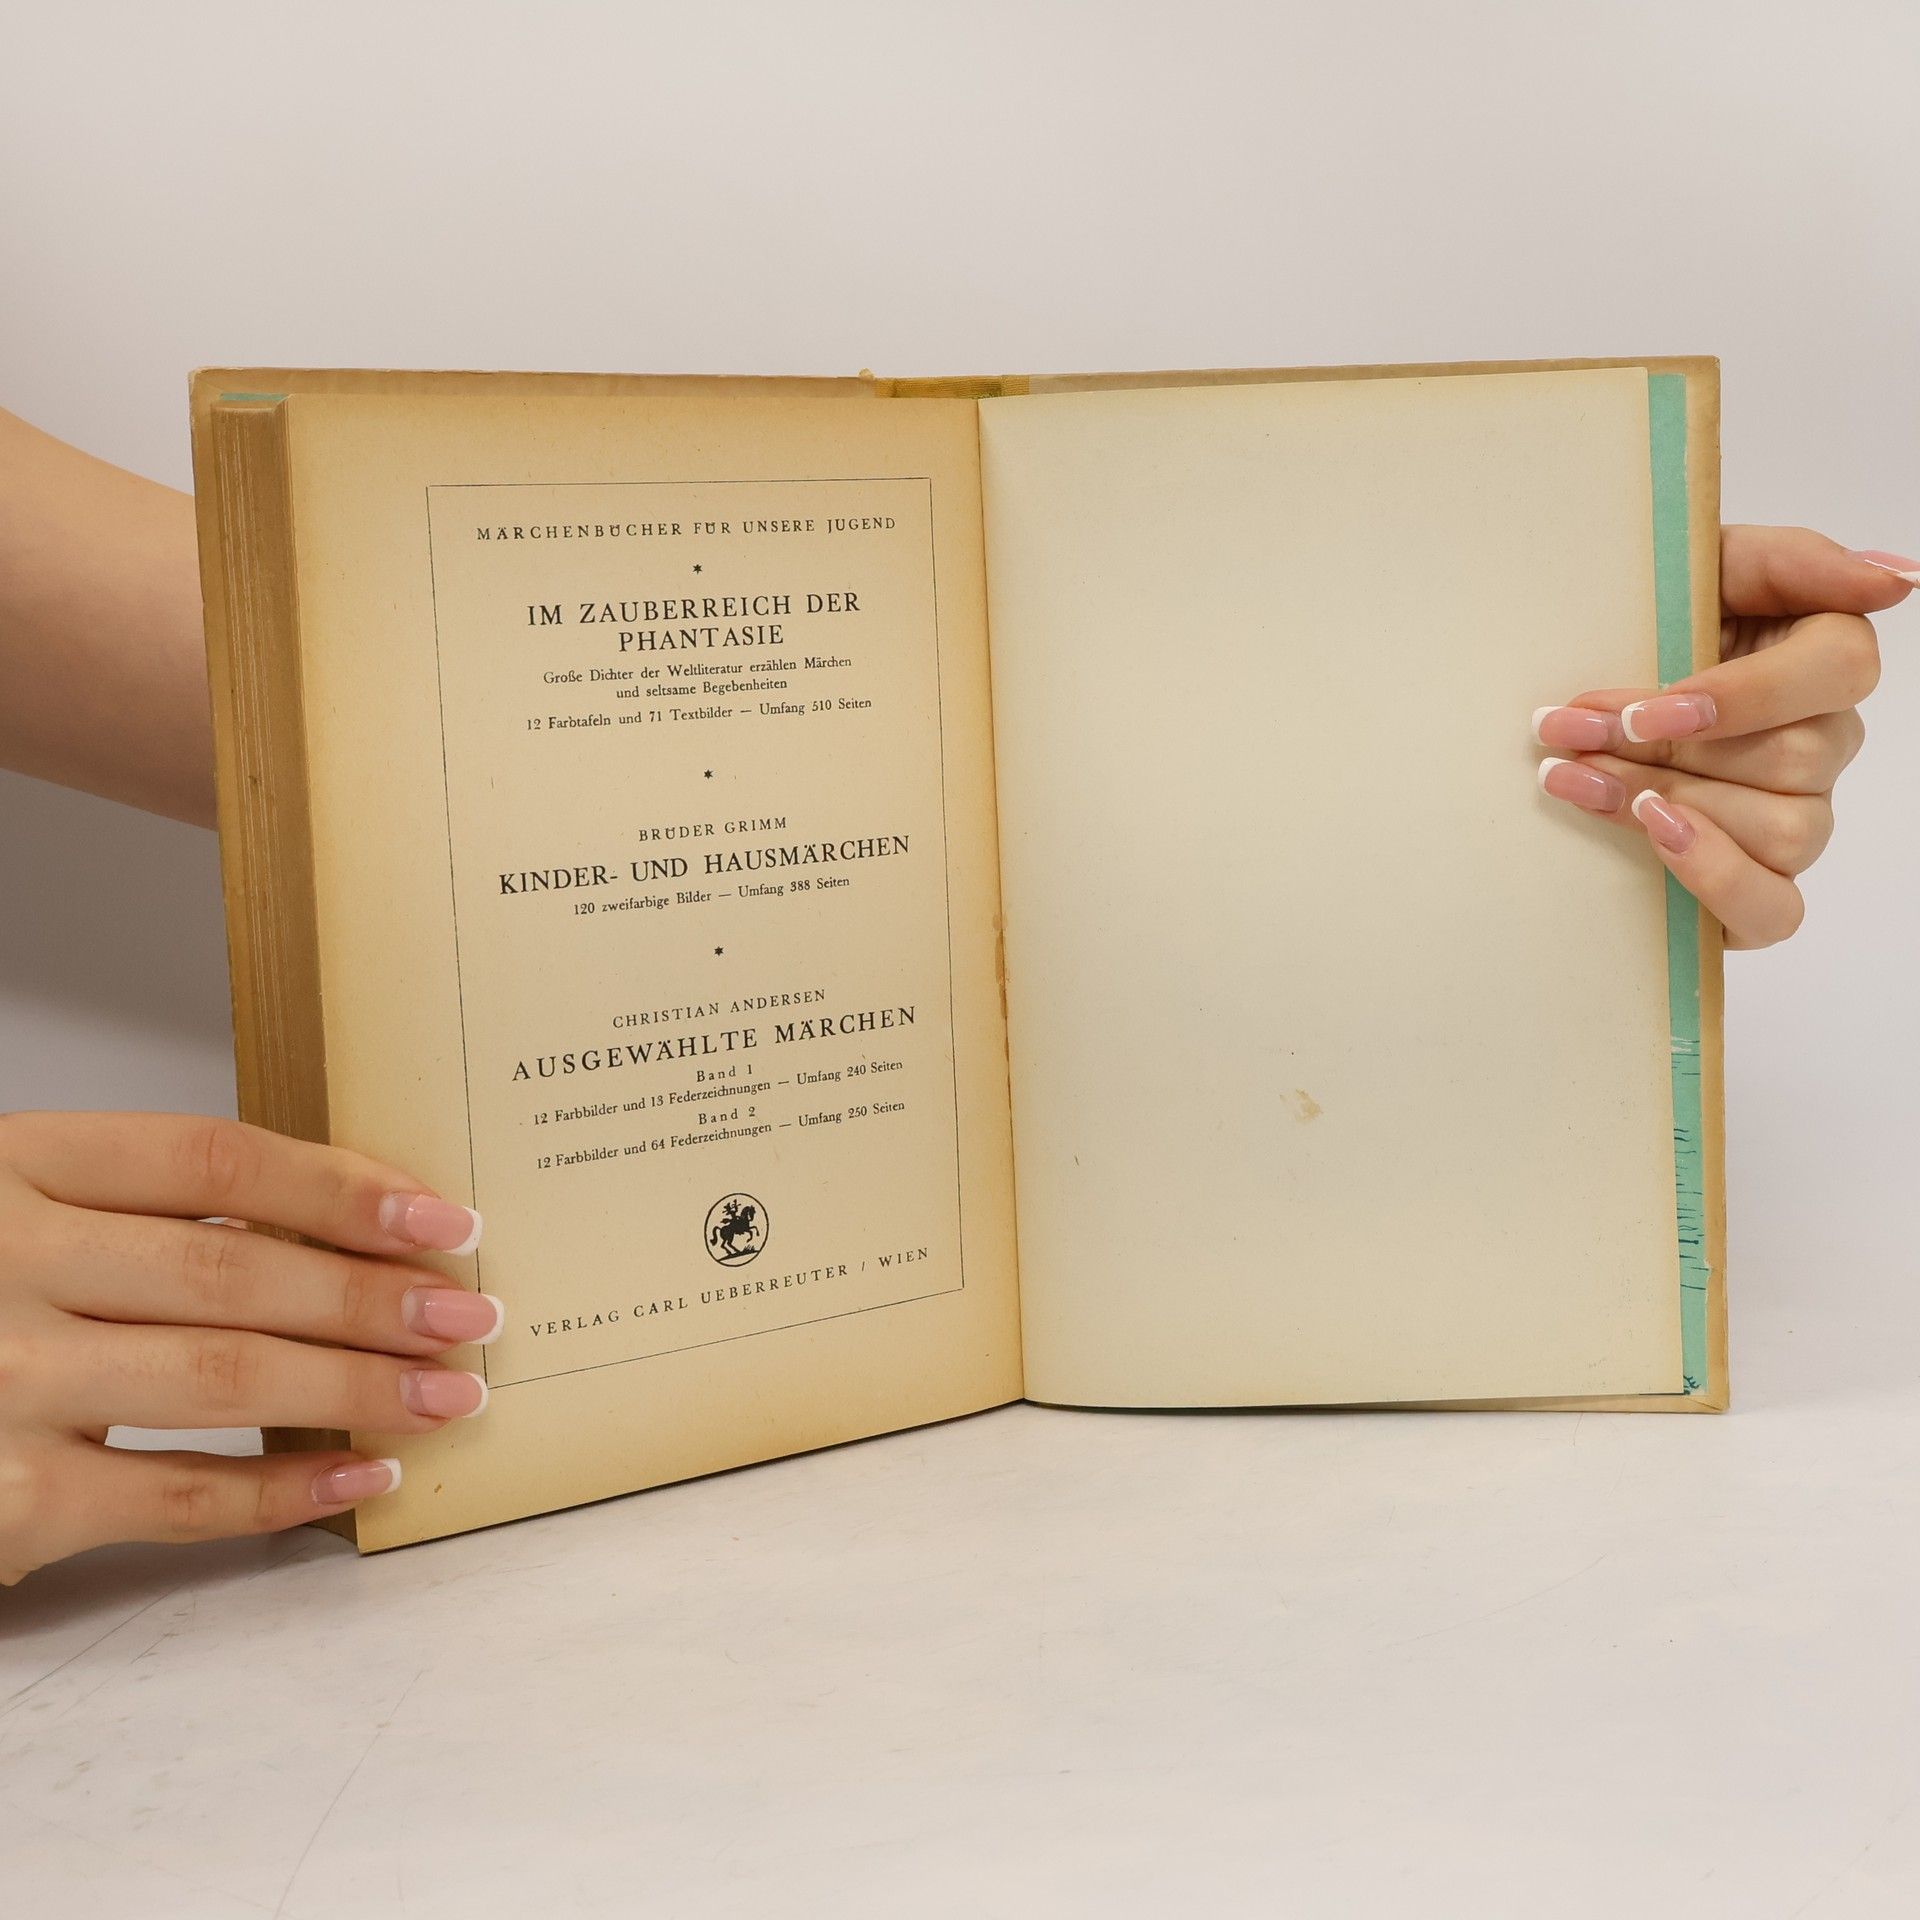 MÄRCHENBÜCHER FÜR UNSERE JUGEND
IM ZAUBERREICH DER
PHANTASIE
Große Dichter der Weltliteratur erzählen Märchen
und seltsame Begebenheiten
12 Farbtafeln und 71 Textbilder — Umfang 510 Seiten
BRÜDER GRIMM
KINDER- UND HAUSMÄRCHEN
120 zweifarbige Bilder — Umfang 388 Seiten
CHRISTIAN ANDERSEN
AUSGEWÄHLTE MÄRCHEN
Band 1
12 Farbbilder und 13 Federzeichnungen — Umfang 240 Seiten
Band 2
12 Farbbilder und 64 Federzeichnungen — Umfang 250 Seiten
VERLAG CARL UEBERREUTER / WIEN